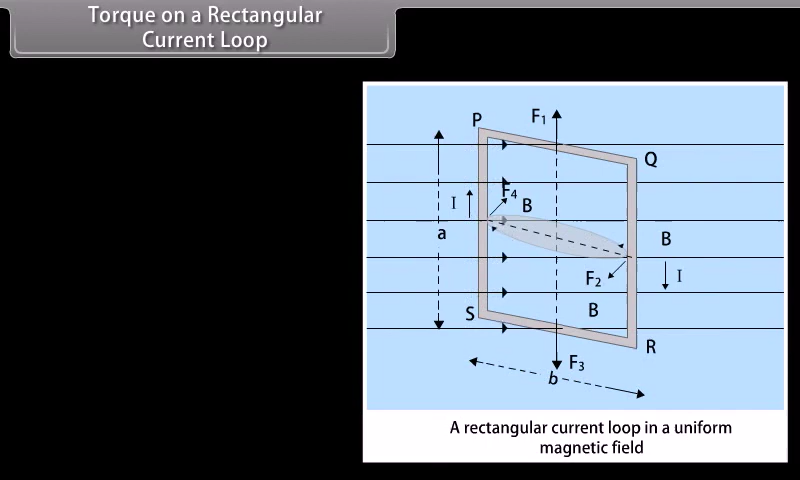 Torque on a Rectangular
Current Loop
P
F₁
Q
F₄
I
B
a
B
F₂
I
S
B
R
F₃
b
A rectangular current loop in a uniform
magnetic field